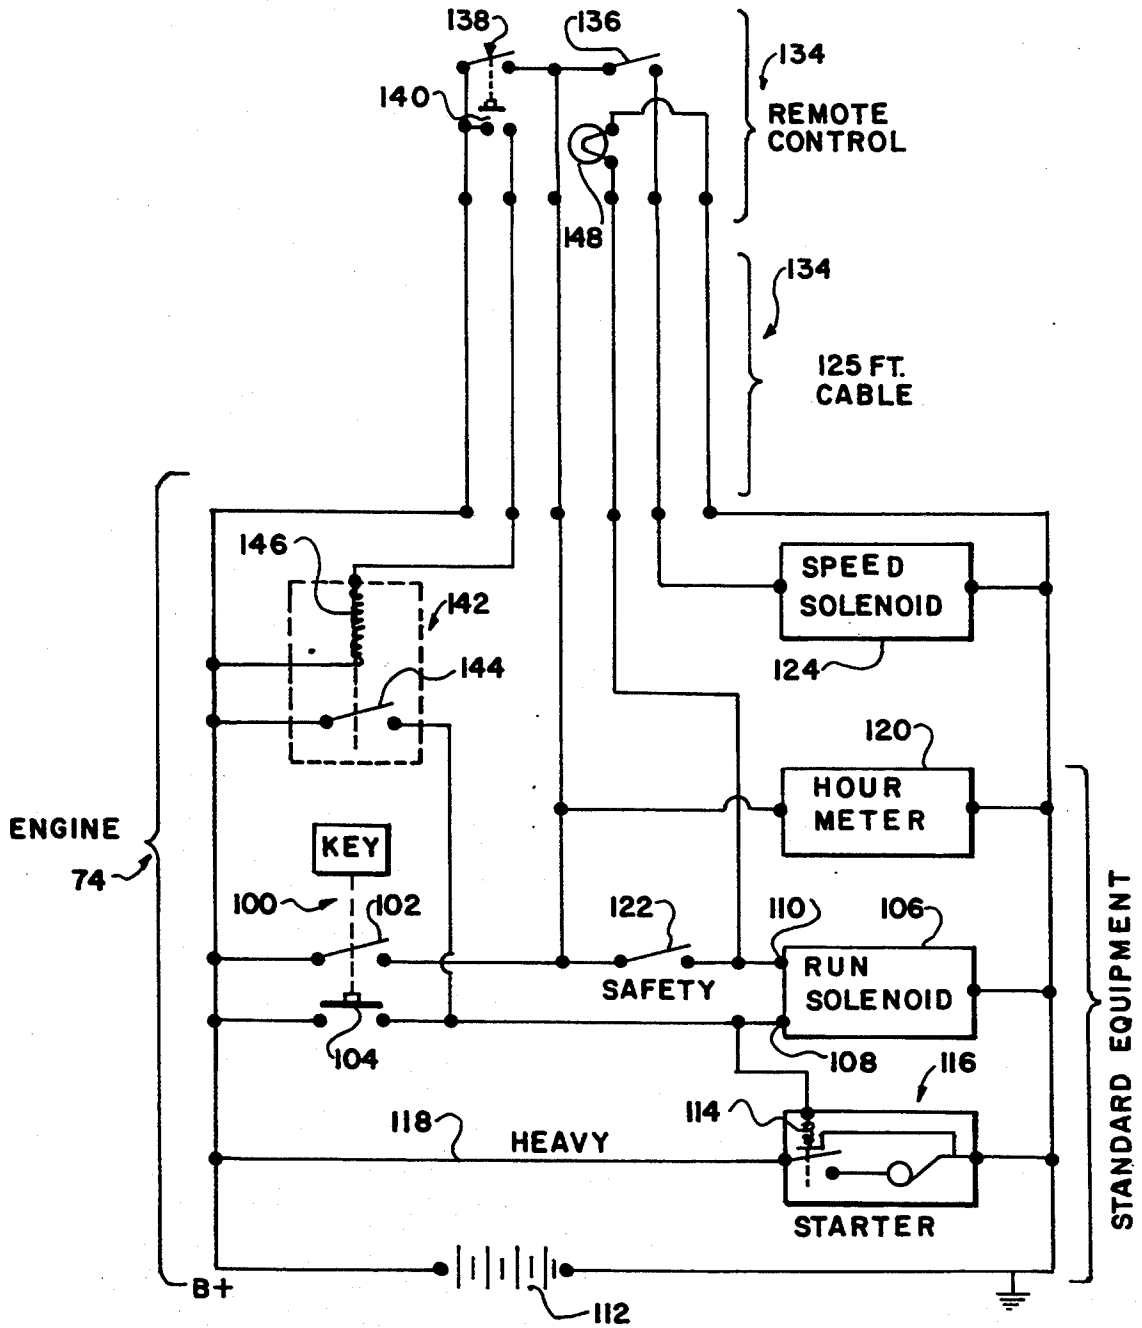 138
136
134
140
REMOTE
CONTROL
148
134
125 FT.
CABLE
146
142
SPEED
SOLENOID
144
124
120
HOUR
METER
ENGINE
74
KEY
100
102
122
110
106
RUN
SOLENOID
SAFETY
104
108
116
114
118
HEAVY
STARTER
B+
112
STANDARD EQUIPMENT